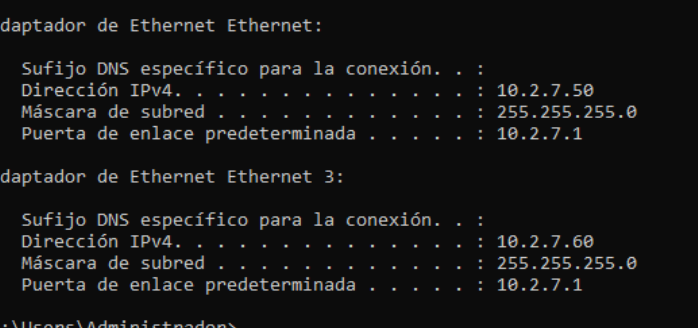 daptador de Ethernet Ethernet:
Sufijo DNS específico para la conexión. . :
Dirección IPv4. . . . . . . . . . . . . . : 10.2.7.50
Máscara de subred . . . . . . . . . . . . : 255.255.255.0
Puerta de enlace predeterminada . . . . . : 10.2.7.1
daptador de Ethernet Ethernet 3:
Sufijo DNS específico para la conexión. . :
Dirección IPv4. . . . . . . . . . . . . . : 10.2.7.60
Máscara de subred . . . . . . . . . . . . : 255.255.255.0
Puerta de enlace predeterminada . . . . . : 10.2.7.1
:\Users\Administrador>